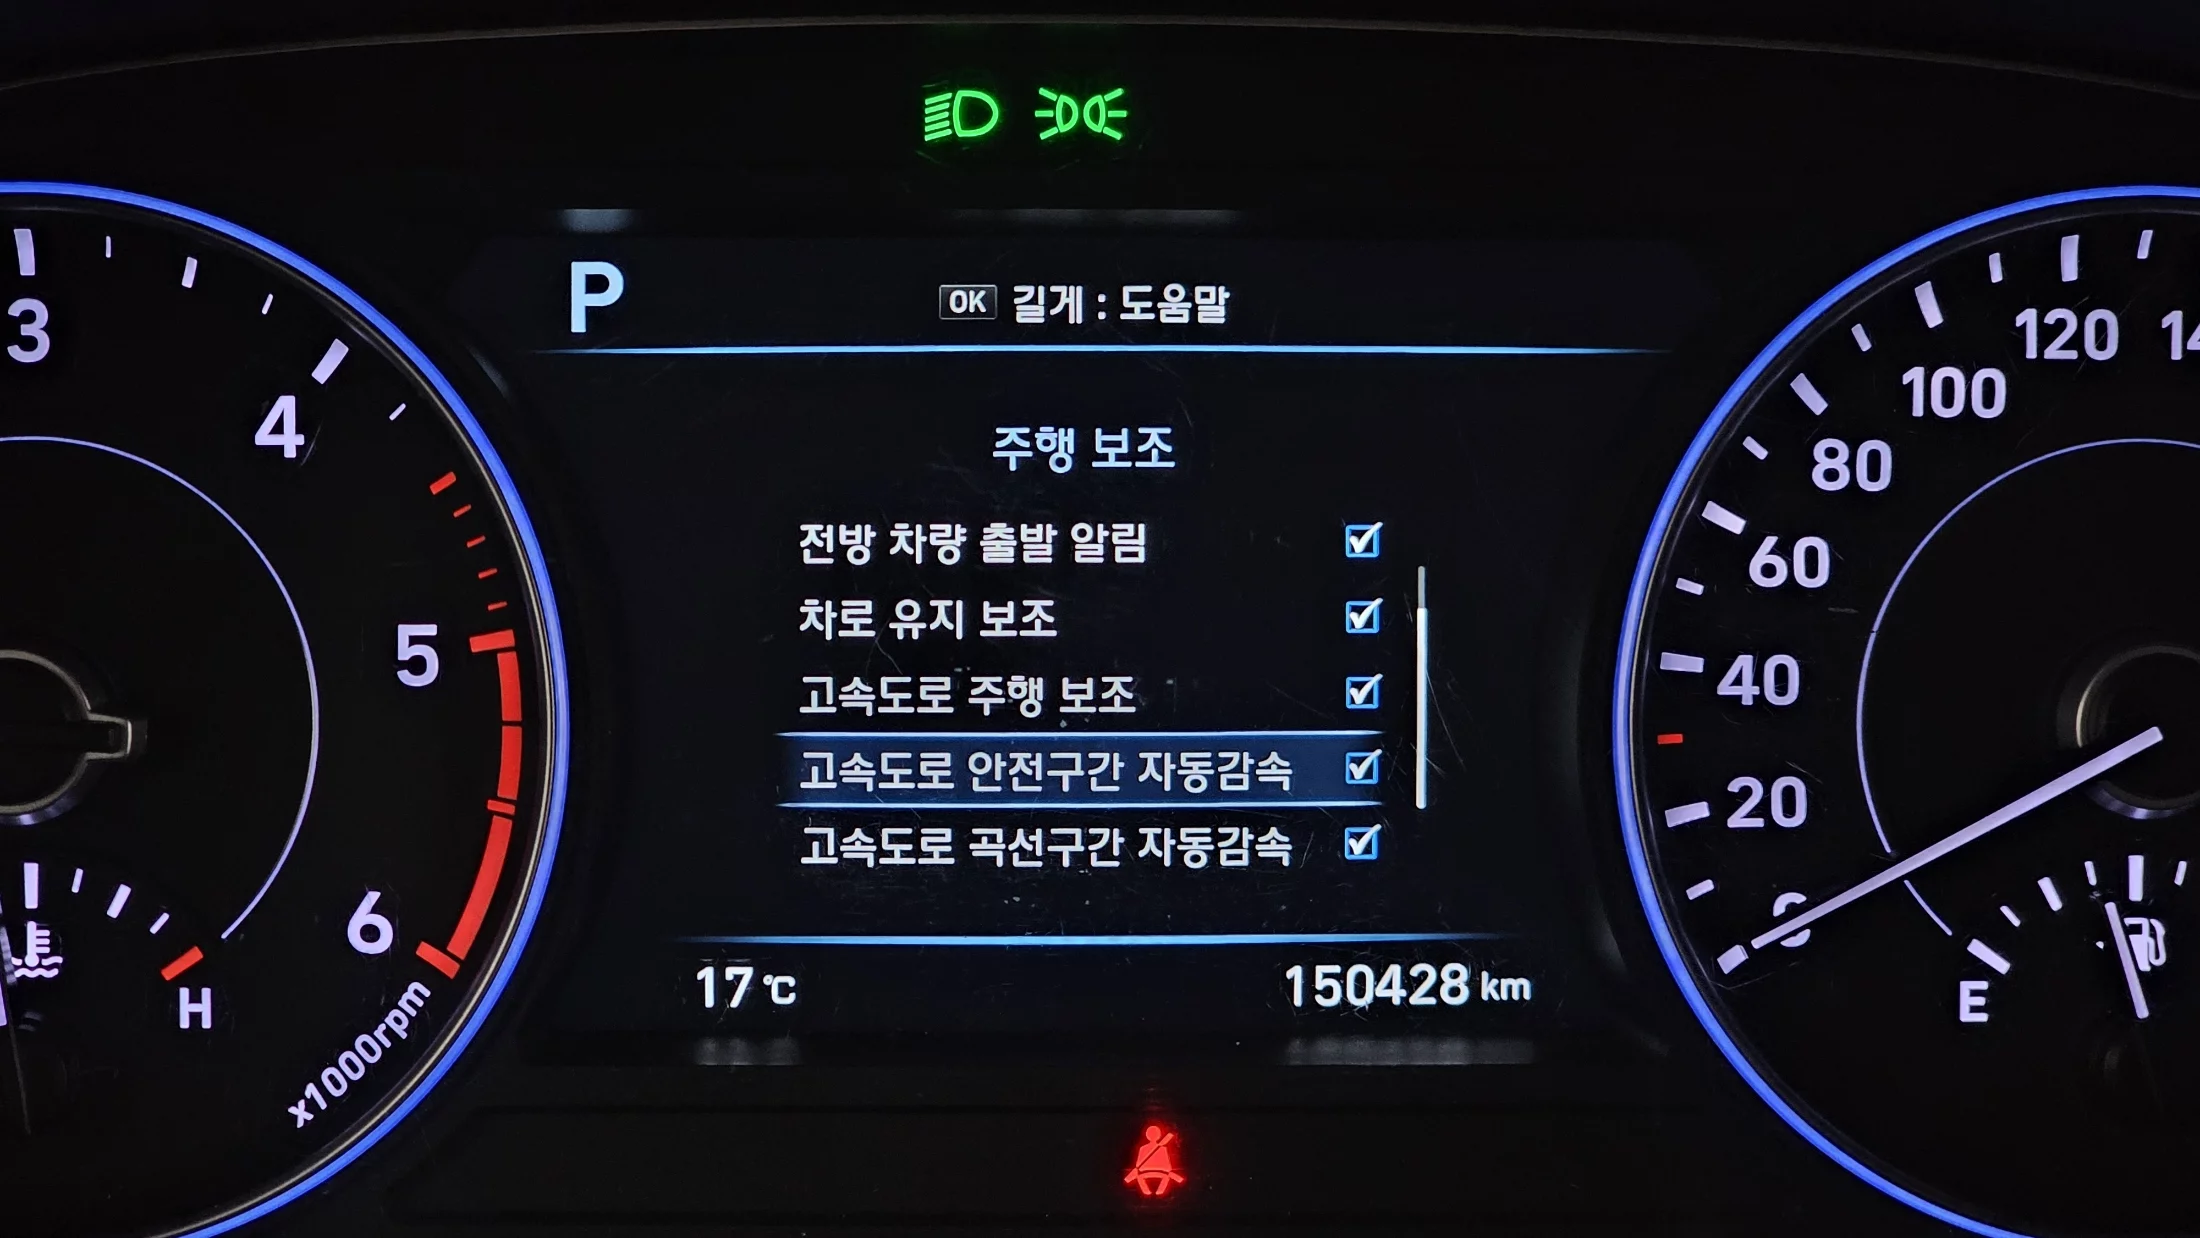 P
OK 길게 : 도움말
주행 보조
전방 차량 출발 알림
차로 유지 보조
고속도로 주행 보조
고속도로 안전구간 자동감속
고속도로 곡선구간 자동감속
17 °C
150428 km
3
4
5
6
x1000rpm
H
120
100
80
60
40
20
0
E